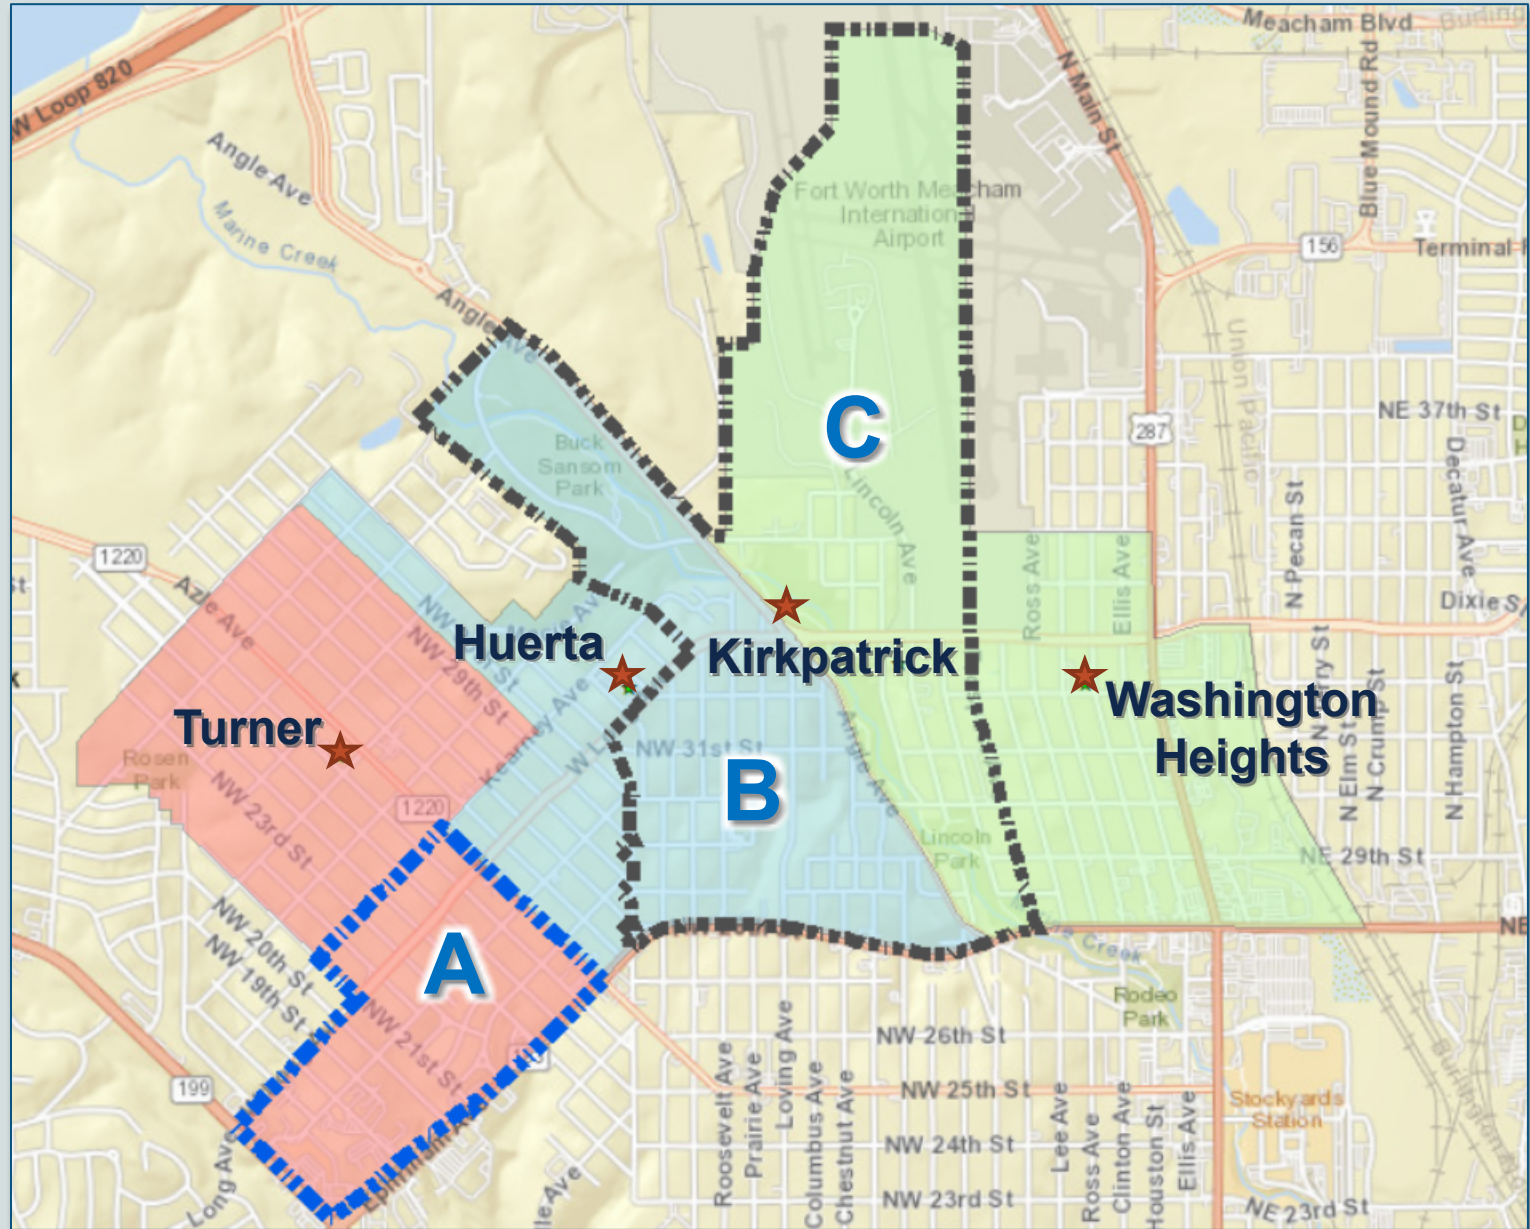 Meacham Blvd
W Loop 820
N Main St
Blue Mound Rd
Angle Ave
Fort Worth Meacham
International
Airport
Marine Creek
156
Terminal
Angle Ave
Union Pacific
C
NE 37th St
287
Buck
Sansom
Park
Decatur Ave
Lincoln Ave
N Pecan St
1220
Ross Ave
Ellis Ave
Azle Ave
Dixie
NW 29th St
Huerta
Kirkpatrick
Washington
Heights
Turner
Kearney Ave
N Elm St
N Crump St
N Hampton St
NW 31st St
Rosen
Park
B
Angle Ave
1220
NW 23rd St
Lincoln
Park
NE 29th St
NW 20th St
NW 19th St
A
Creek
NW 21st St
Rodeo
Park
NW 26th St
199
NW 25th St
Stockyards
Station
Roosevelt Ave
Prairie Ave
Loving Ave
Columbus Ave
Chestnut Ave
Lee Ave
Ross Ave
Clinton Ave
Houston St
Ellis Ave
NW 24th St
Long Ave
NW 23rd St
NE 23rd St